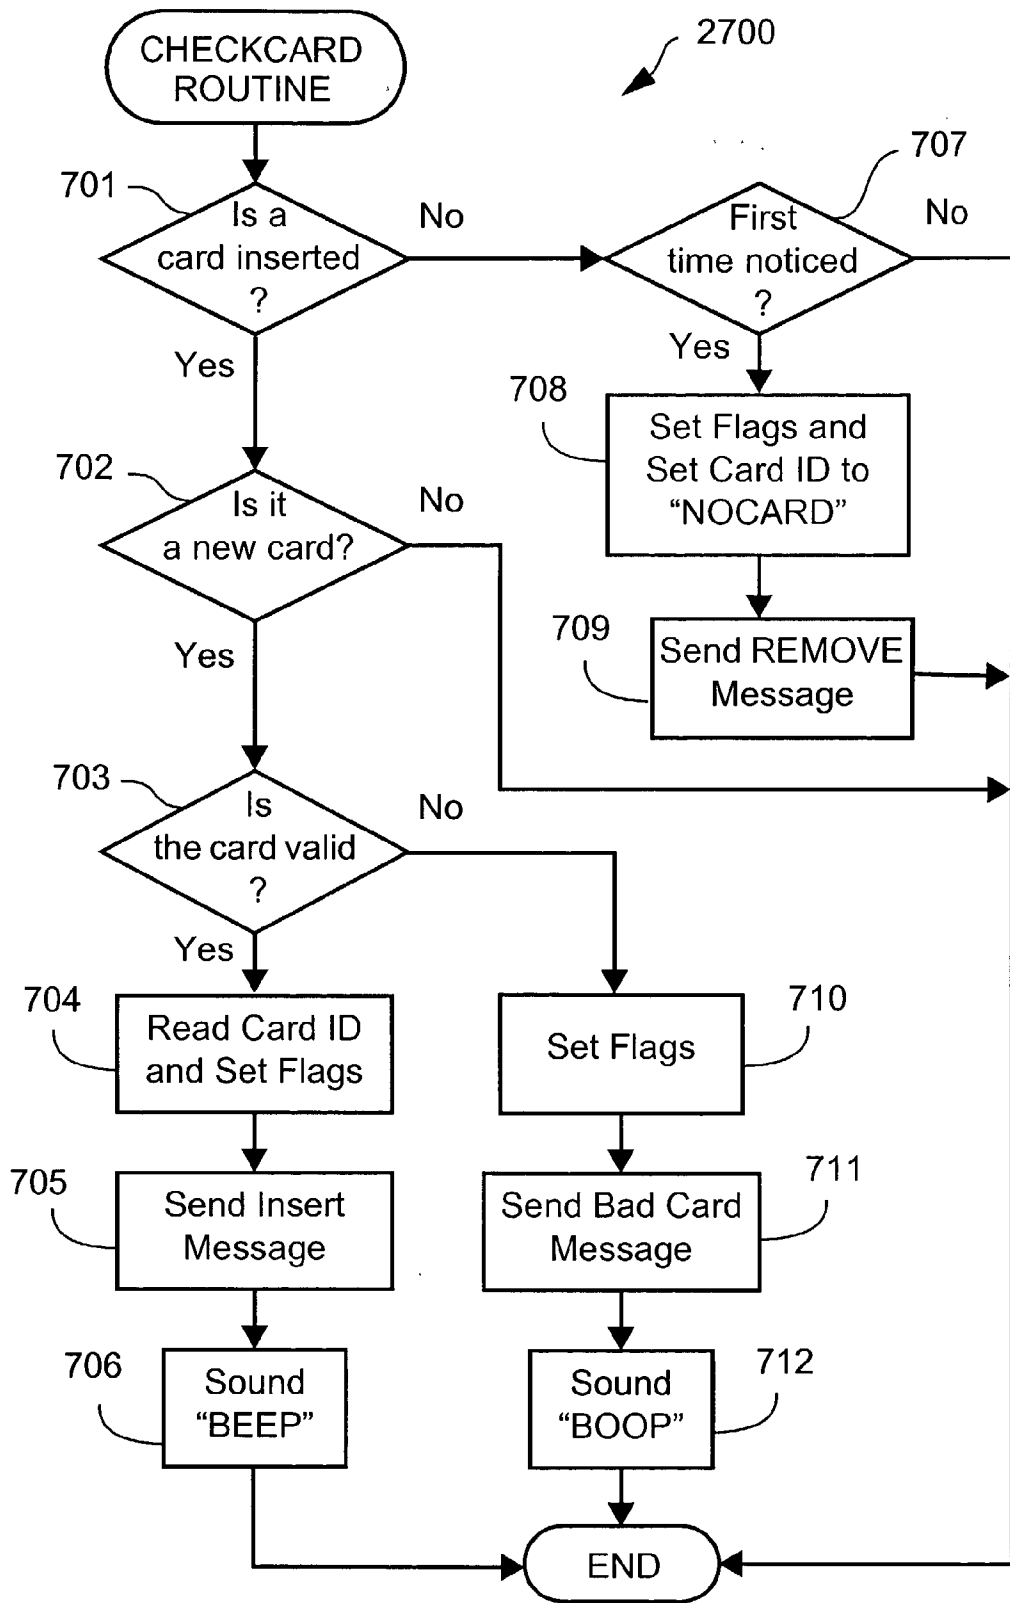 CHECKCARD
ROUTINE
2700
701
Is a
card inserted
?
No
707
First
time noticed
?
No
Yes
Yes
708
Set Flags and
Set Card ID to
“NOCARD”
702
Is it
a new card?
No
709
Send REMOVE
Message
Yes
703
Is
the card valid
?
No
Yes
704
Read Card ID
and Set Flags
710
Set Flags
705
Send Insert
Message
711
Send Bad Card
Message
706
Sound
“BEEP”
712
Sound
“BOOP”
END